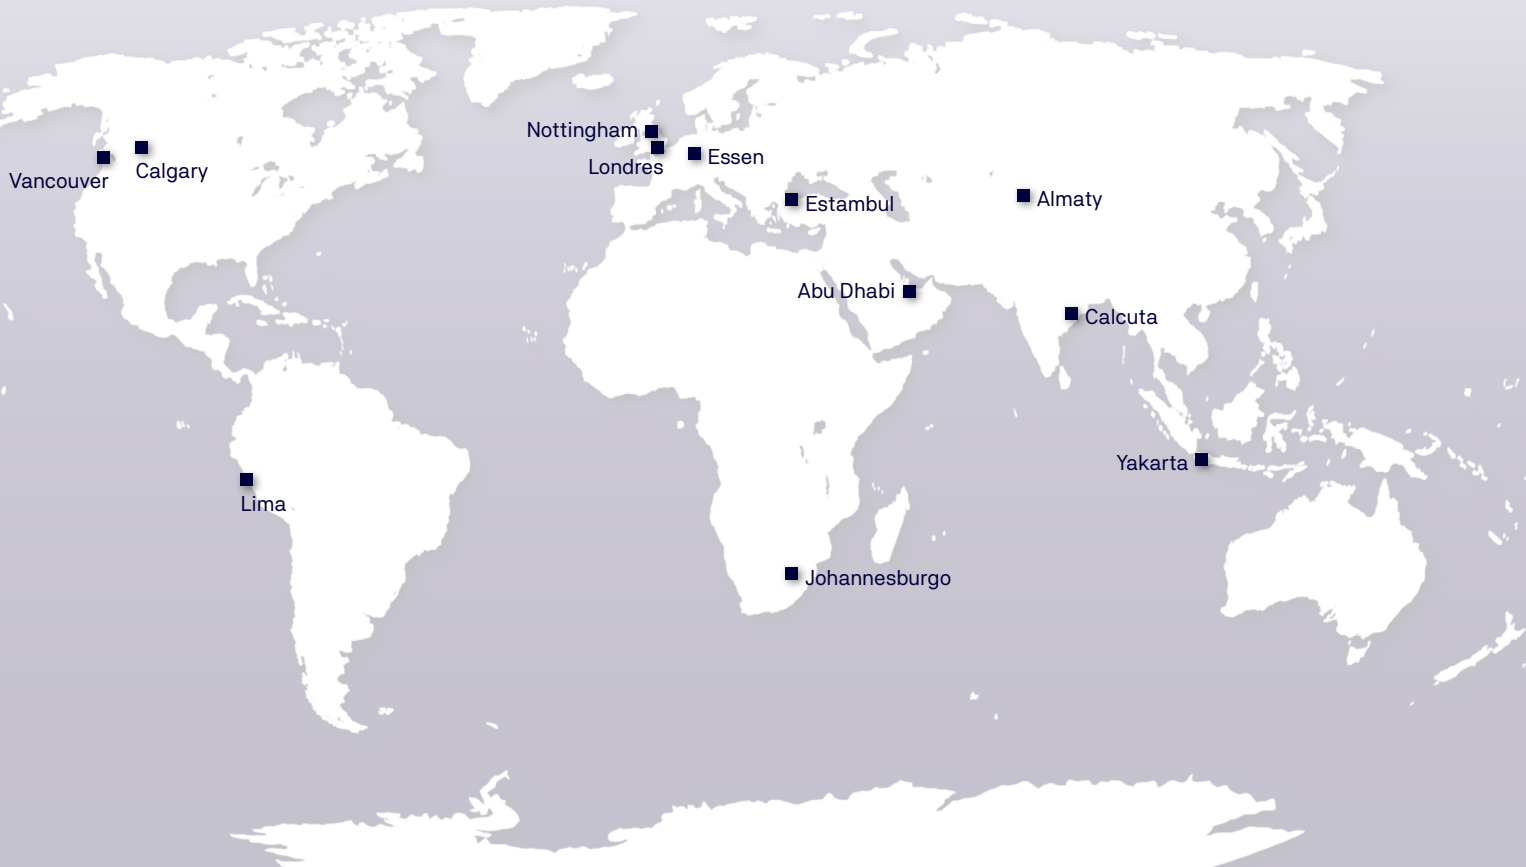 Nottingham
Londres
Essen
Vancouver
Calgary
Estambul
Almaty
Abu Dhabi
Calcuta
Yakarta
Lima
Johannesburgo